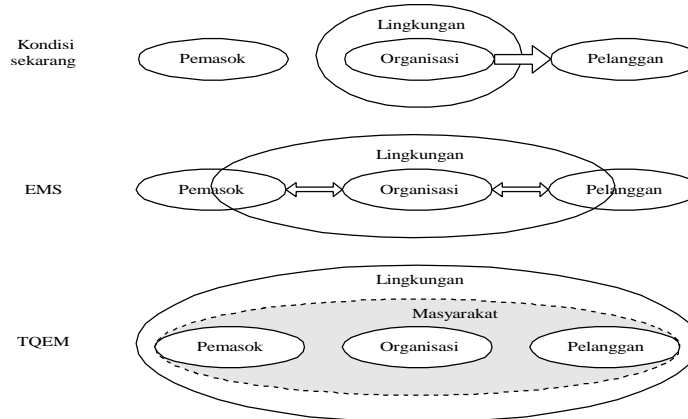 Lingkungan
Kondisi
sekarang
Pemasok
Organisasi
Pelanggan
Lingkungan
EMS
Pemasok
Organisasi
Pelanggan
Lingkungan
Masyarakat
TQEM
Pemasok
Organisasi
Pelanggan